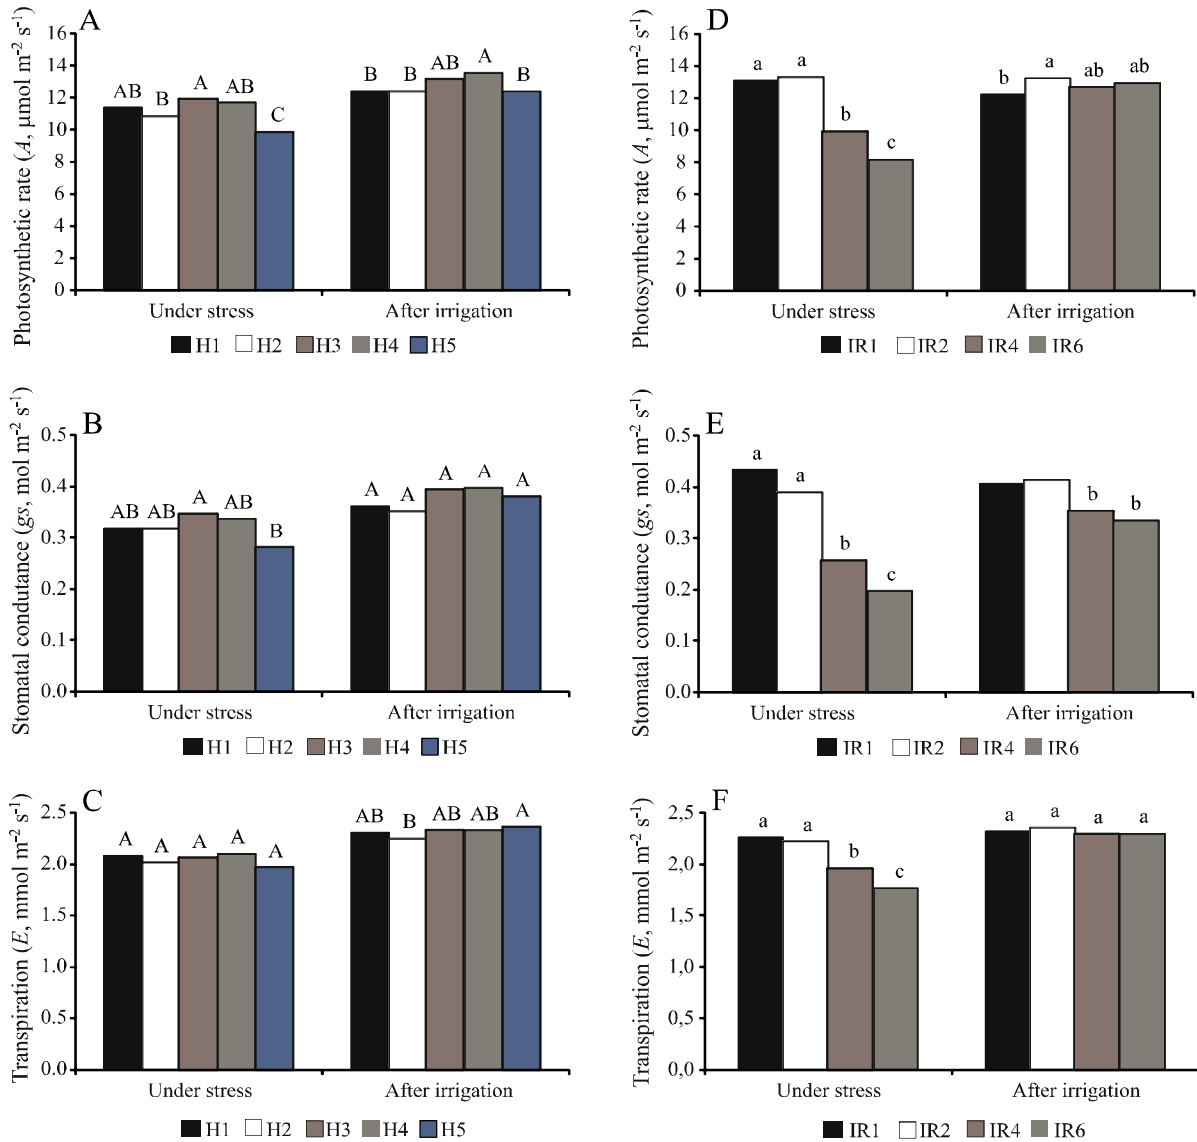 A
Photosynthetic rate (A, µmol m⁻² s⁻¹)
16
14
12
10
8
6
4
2
0
AB B A AB C
B B AB A B
Under stress After irrigation
H1 H2 H3 H4 H5
D
Photosynthetic rate (A, µmol m⁻² s⁻¹)
16
14
12
10
8
6
4
2
0
a a b c
b a ab ab
Under stress After irrigation
IR1 IR2 IR4 IR6
B
Stomatal condutance (gs, mol m⁻² s⁻¹)
0.5
0.4
0.3
0.2
0.1
0.0
AB AB A AB B
A A A A A
Under stress After irrigation
H1 H2 H3 H4 H5
E
Stomatal condutance (gs, mol m⁻² s⁻¹)
0.5
0.4
0.3
0.2
0.1
0.0
a a b c
b b
Under stress After irrigation
IR1 IR2 IR4 IR6
C
Transpiration (E, mmol m⁻² s⁻¹)
2.5
2.0
1.5
1.0
0.5
0.0
A A A A A
AB B AB AB A
Under stress After irrigation
H1 H2 H3 H4 H5
F
Transpiration (E, mmol m⁻² s⁻¹)
2,5
2,0
1,5
1,0
0,5
0,0
a a b c
a a a a
Under stress After irrigation
IR1 IR2 IR4 IR6